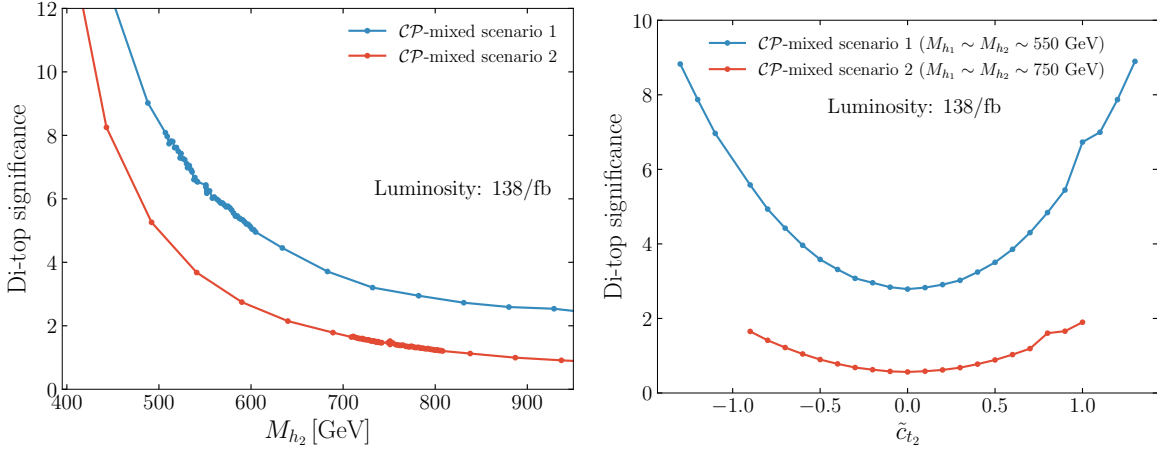 12
10
8
6
4
2
0
Di-top significance
CP-mixed scenario 1
CP-mixed scenario 2
Luminosity: 138/fb
400 500 600 700 800 900
M_{h_2} [GeV]
10
8
6
4
2
0
Di-top significance
CP-mixed scenario 1 (M_{h_1} ∼ M_{h_2} ∼ 550 GeV)
CP-mixed scenario 2 (M_{h_1} ∼ M_{h_2} ∼ 750 GeV)
Luminosity: 138/fb
−1.0 −0.5 0.0 0.5 1.0
c̃_{t_2}